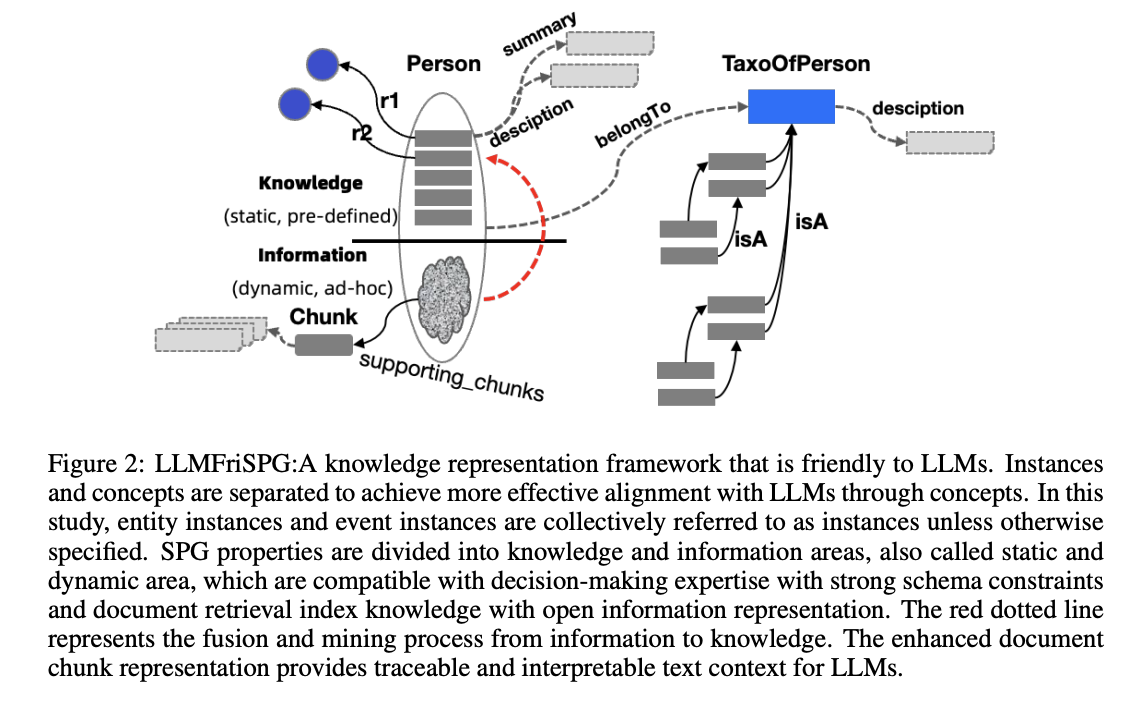 summary
Person
TaxoOfPerson
r1
desciption
belongTo
desciption
r2
Knowledge
(static, pre-defined)
isA
isA
Information
(dynamic, ad-hoc)
Chunk
supporting_chunks
Figure 2: LLMFriSPG:A knowledge representation framework that is friendly to LLMs. Instances
and concepts are separated to achieve more effective alignment with LLMs through concepts. In this
study, entity instances and event instances are collectively referred to as instances unless otherwise
specified. SPG properties are divided into knowledge and information areas, also called static and
dynamic area, which are compatible with decision-making expertise with strong schema constraints
and document retrieval index knowledge with open information representation. The red dotted line
represents the fusion and mining process from information to knowledge. The enhanced document
chunk representation provides traceable and interpretable text context for LLMs.